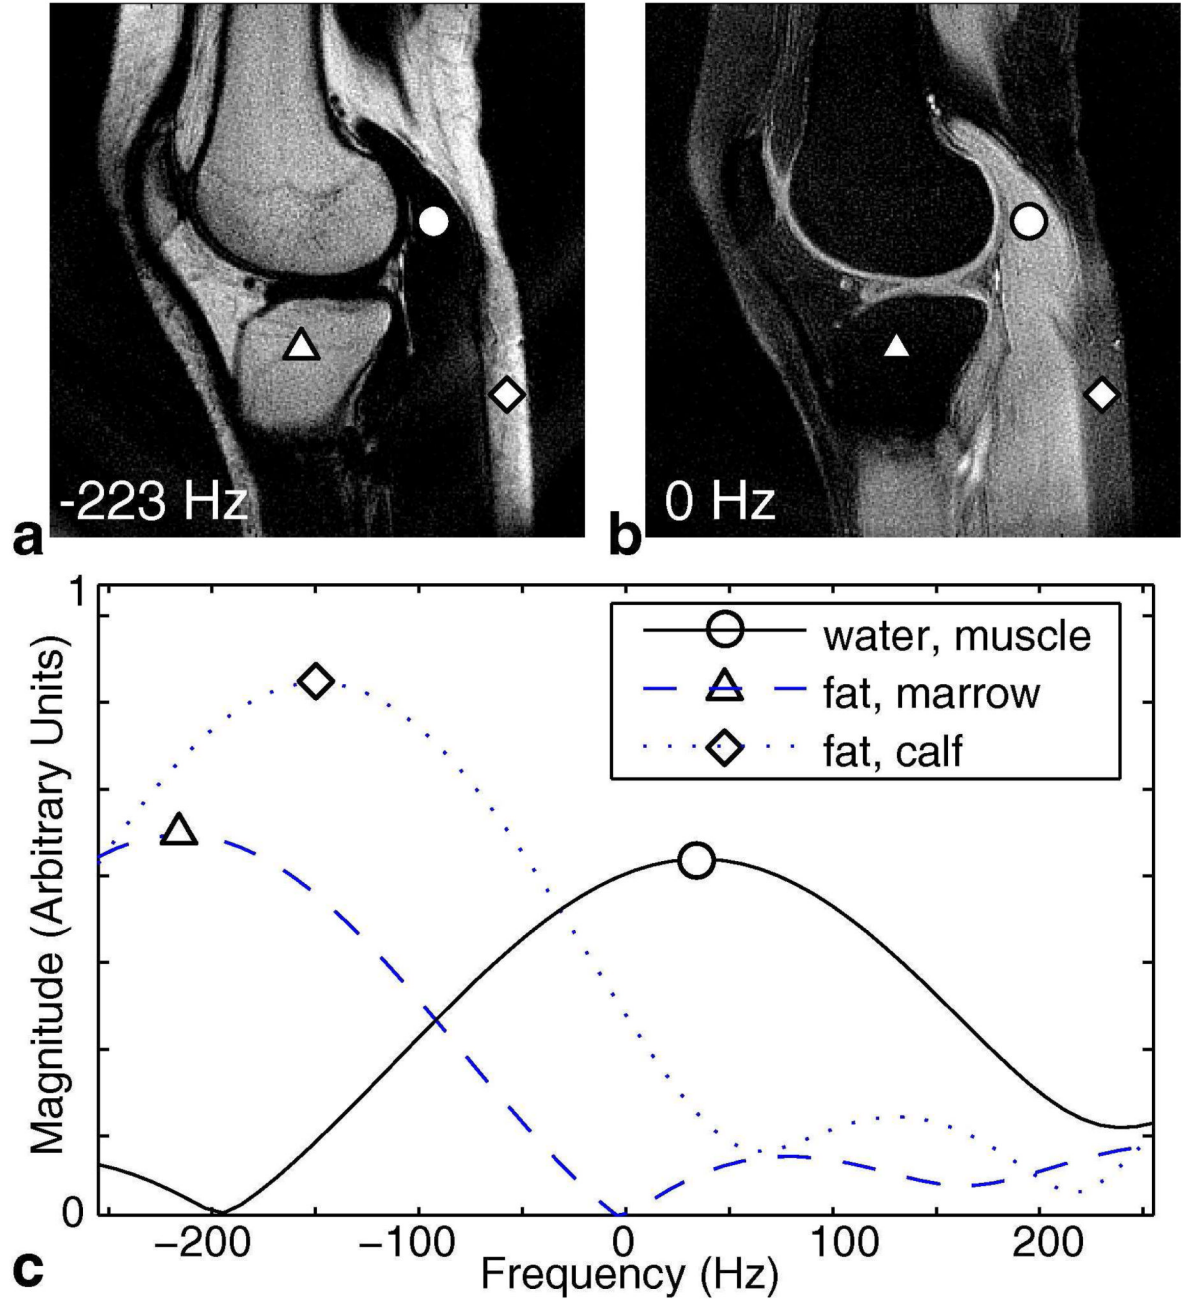 -223 Hz
a
0 Hz
b
1
water, muscle
fat, marrow
fat, calf
Magnitude (Arbitrary Units)
0
−200
−100
0
100
200
Frequency (Hz)
c